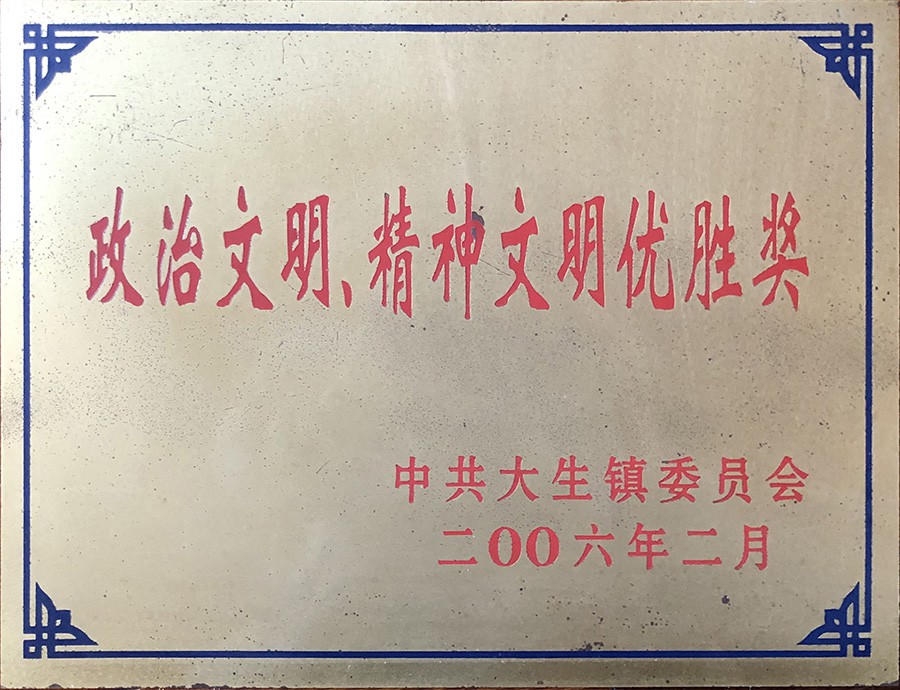 政治文明、精神文明优胜奖
中共大生镇委员会
二00六年二月